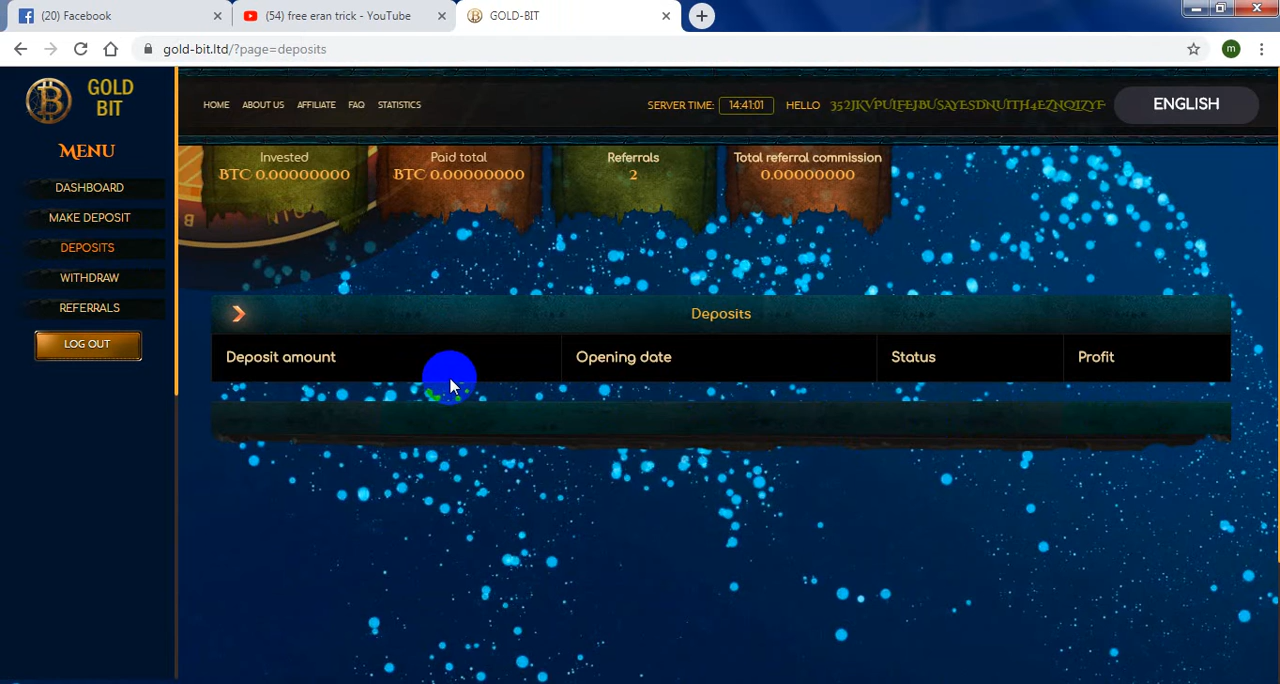 (20) Facebook
(54) free eran trick - YouTube
GOLD-BIT
m
gold-bit.ltd/?page=deposits
GOLD
BIT
HOME ABOUT US AFFILIATE FAQ STATISTICS
SERVER TIME: 14:41:01 HELLO
ENGLISH
MENU
DASHBOARD
MAKE DEPOSIT
DEPOSITS
WITHDRAW
REFERRALS
LOG OUT
Invested
BTC 0.00000000
Paid total
BTC 0.00000000
Referrals
2
Total referral commission
0.00000000
Deposits
Deposit amount Opening date Status Profit